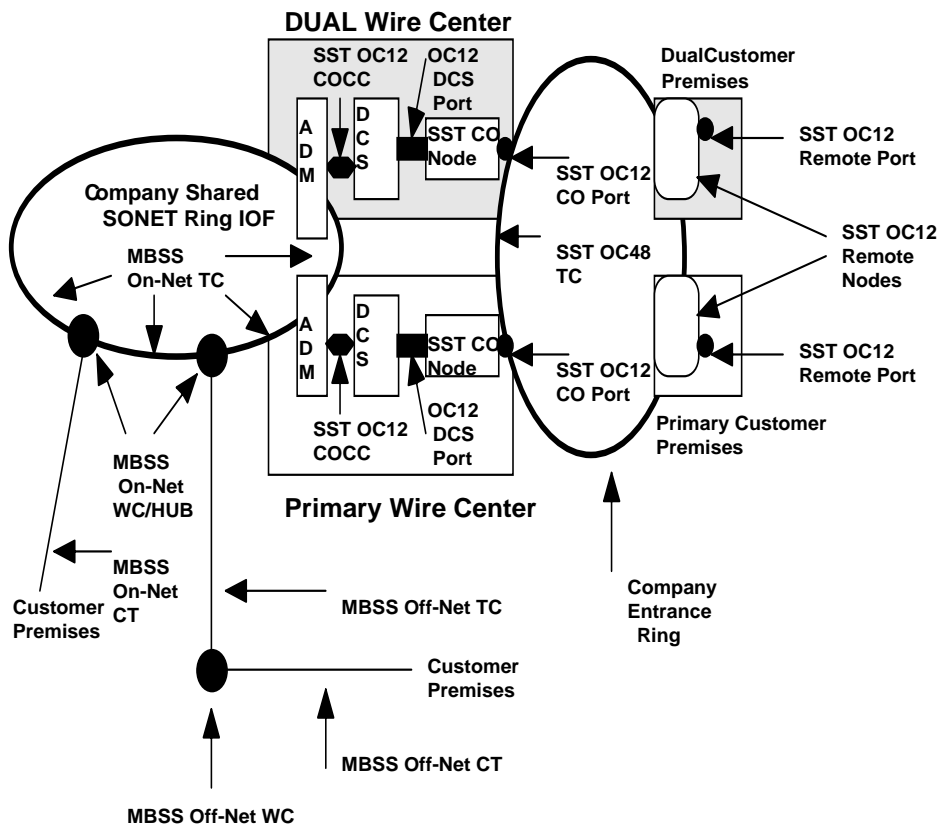 DUAL Wire Center
SST OC12
COCC
OC12
DCS
Port
DualCustomer
Premises
A
D
M
D
C
S
SST CO
Node
SST OC12
Remote Port
SST OC12
CO Port
Company Shared
SONET Ring IOF
MBSS
On-Net TC
SST OC48
TC
SST OC12
Remote
Nodes
A
D
M
D
C
S
SST CO
Node
SST OC12
CO Port
SST OC12
Remote Port
SST OC12
COCC
OC12
DCS
Port
Primary Customer
Premises
MBSS
On-Net
WC/HUB
Primary Wire Center
MBSS
On-Net
CT
Customer
Premises
MBSS Off-Net TC
Company
Entrance
Ring
Customer
Premises
MBSS Off-Net CT
MBSS Off-Net WC